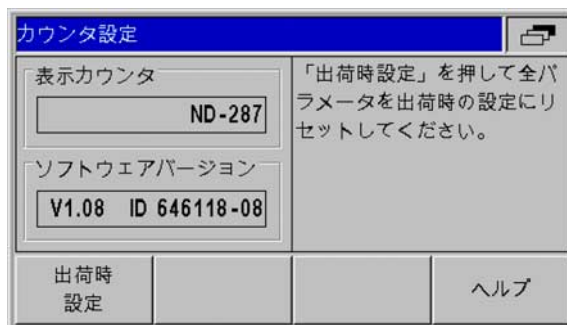 カウンタ設定
表示カウンタ
ND-287
ソフトウェアバージョン
V1.08 ID 646118-08
「出荷時設定」を押して全パ
ラメータを出荷時の設定にリ
セットしてください。
出荷時
設定
ヘルプ